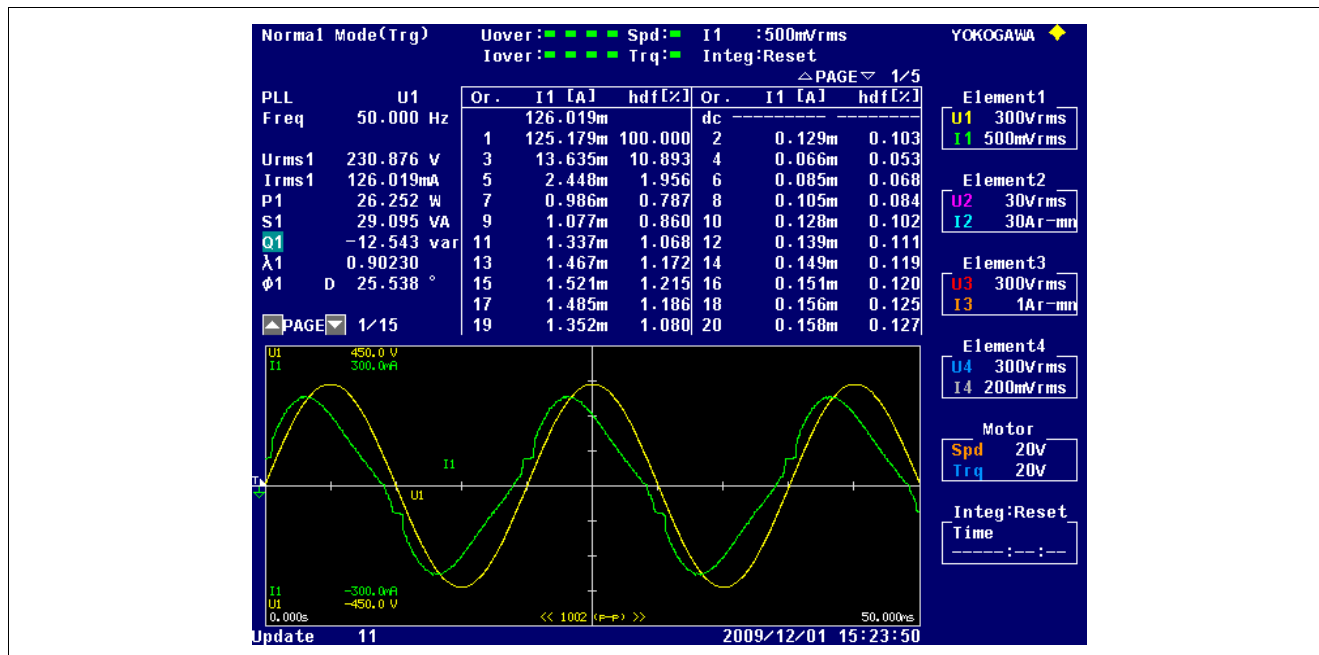 Normal Mode(Trg) Uover: Spd: I1 :500mVrms YOKOGAWA
Iover: Trq: Integ:Reset
△PAGE▽ 1/5
PLL U1
Freq 50.000 Hz
Urms1 230.876 V
Irms1 126.019mA
P1 26.252 W
S1 29.095 VA
Q1 -12.543 var
λ1 0.90230
φ1 D 25.538 °
▲PAGE▼ 1/15
Or. I1 [A] hdf[%] Or. I1 [A] hdf[%]
126.019m dc -------- --------
1 125.179m 100.000 2 0.129m 0.103
3 13.635m 10.893 4 0.066m 0.053
5 2.448m 1.956 6 0.085m 0.068
7 0.986m 0.787 8 0.105m 0.084
9 1.077m 0.860 10 0.128m 0.102
11 1.337m 1.068 12 0.139m 0.111
13 1.467m 1.172 14 0.149m 0.119
15 1.521m 1.215 16 0.151m 0.120
17 1.485m 1.186 18 0.156m 0.125
19 1.352m 1.080 20 0.158m 0.127
Element1
U1 300Vrms
I1 500mVrms
Element2
U2 30Vrms
I2 30Ar-mn
Element3
U3 300Vrms
I3 1Ar-mn
Element4
U4 300Vrms
I4 200mVrms
Motor
Spd 20V
Trq 20V
Integ:Reset
Time
-----:--:--
U1 450.0 V
I1 300.0mA
I1
U1
T
I1 -300.0mA
U1 -450.0 V
0.000s << 1002 (p-p) >> 50.000ms
Update 11 2009/12/01 15:23:50